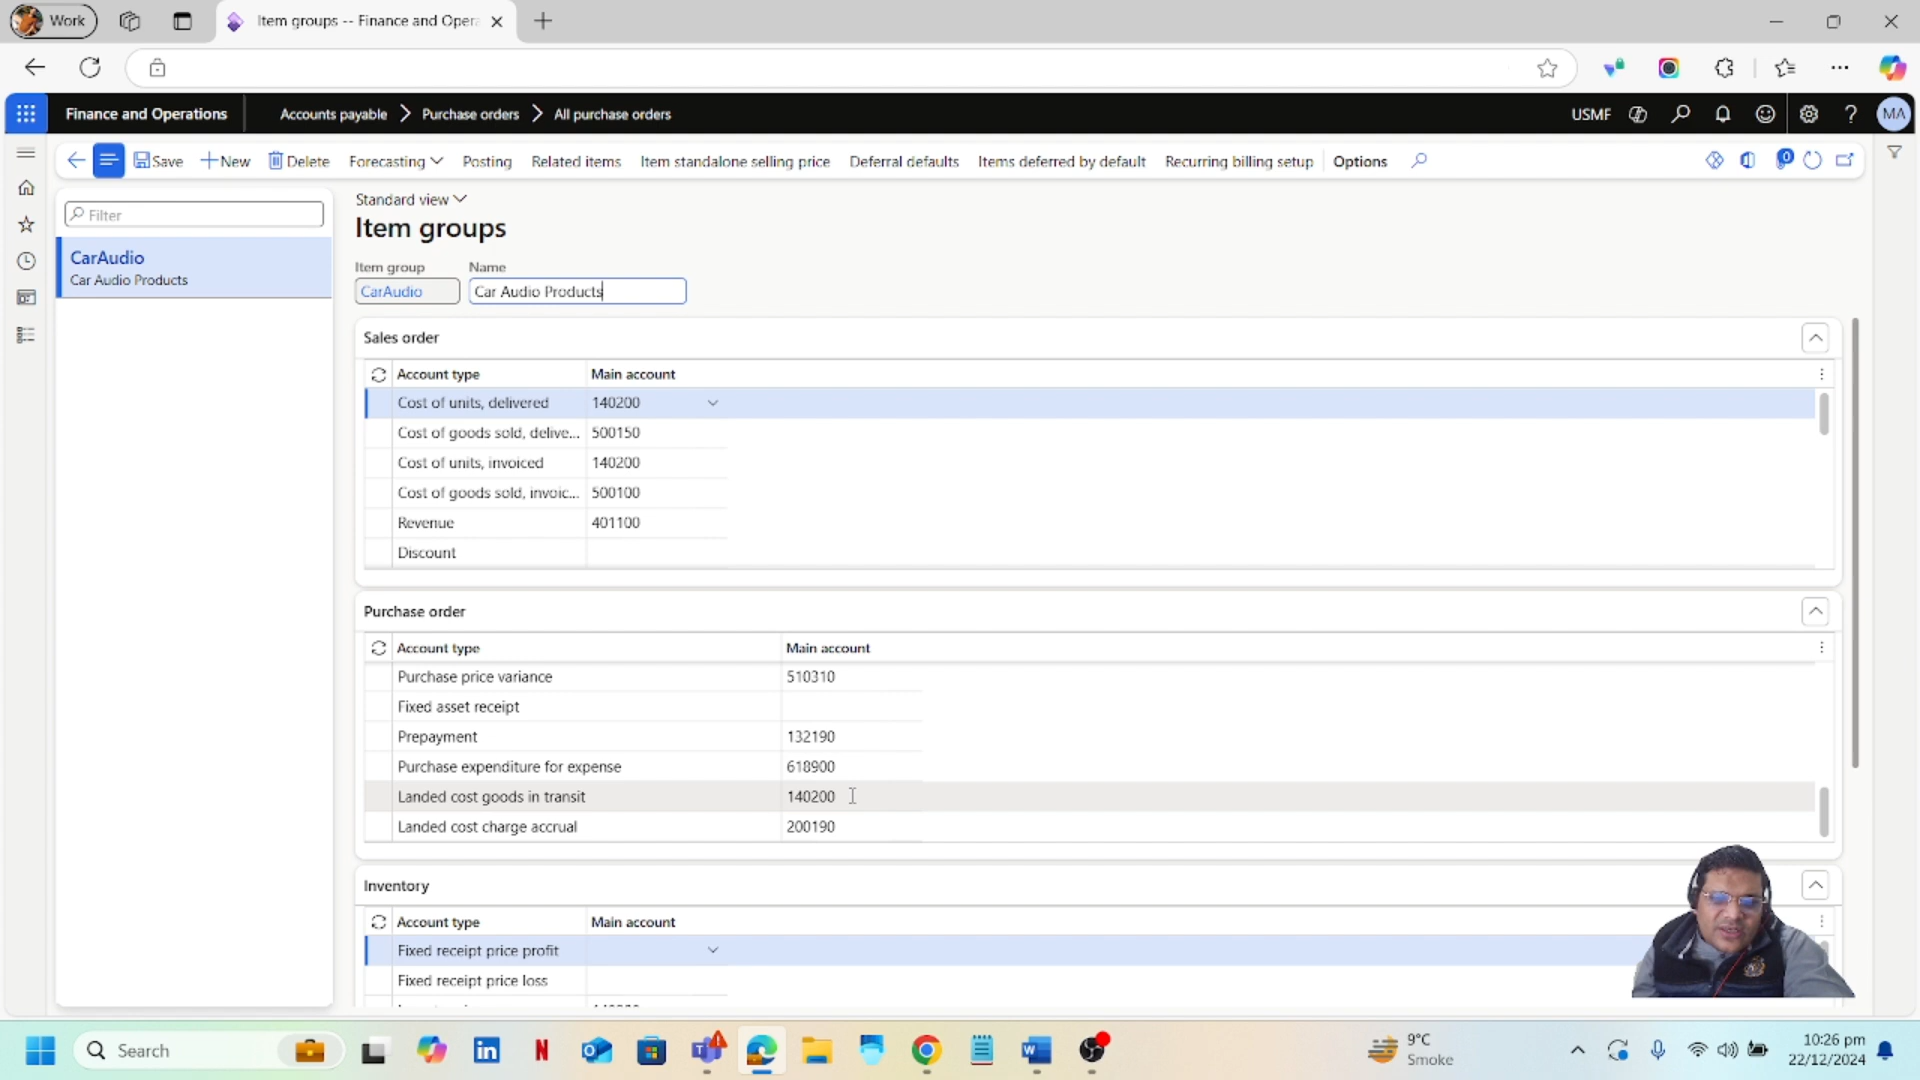 Work
Item groups -- Finance and Opera
Finance and Operations
Accounts payable
Purchase orders
All purchase orders
USMF
MA
Save
New
Delete
Forecasting
Posting
Related items
Item standalone selling price
Deferral defaults
Items deferred by default
Recurring billing setup
Options
0
Filter
CarAudio
Car Audio Products
Standard view
Item groups
Item group
Name
CarAudio
Car Audio Products
Sales order
Account type
Main account
Cost of units, delivered
140200
Cost of goods sold, delive...
500150
Cost of units, invoiced
140200
Cost of goods sold, invoic...
500100
Revenue
401100
Discount
Purchase order
Account type
Main account
Purchase price variance
510310
Fixed asset receipt
Prepayment
132190
Purchase expenditure for expense
618900
Landed cost goods in transit
140200
Landed cost charge accrual
200190
Inventory
Account type
Main account
Fixed receipt price profit
Fixed receipt price loss
Search
9°C
Smoke
10:26 pm
22/12/2024